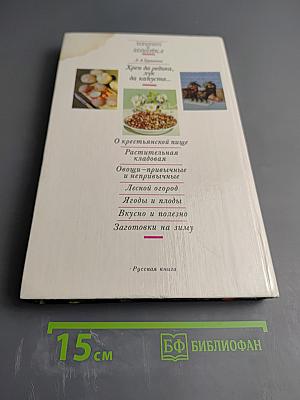 Хрен да редька,
лук
да капуста...
О крестьянской пище
Растительная
кладовая
Овощи—привычные
и непривычные
Лесной огород
Ягоды и плоды
Вкусно и полезно
Заготовки на зиму
Русская книга
15 см
БФ БИБЛИОФАН